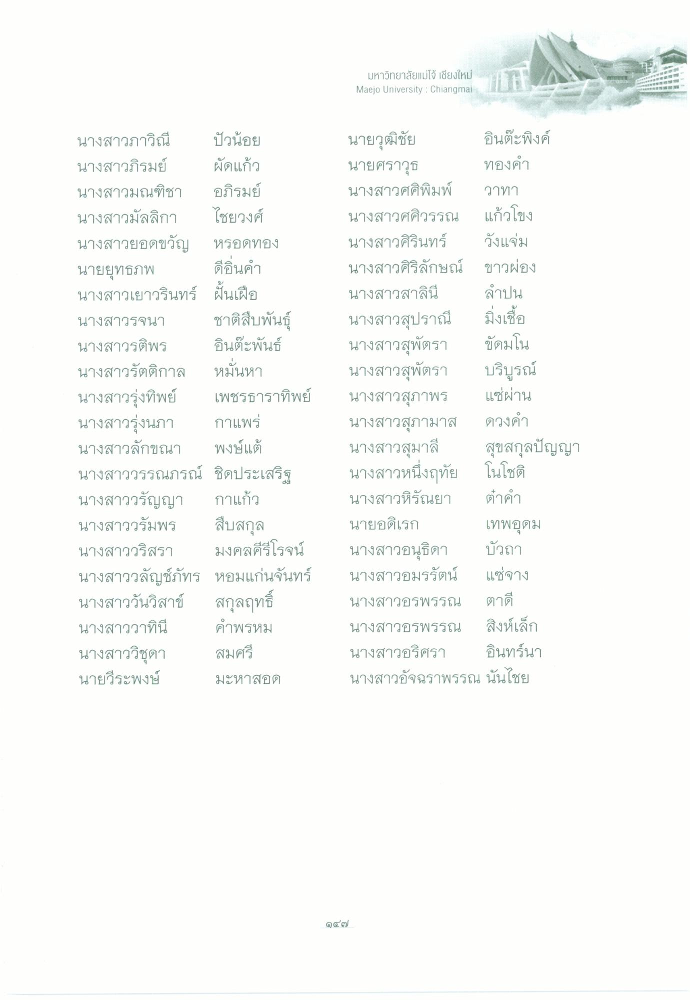 มหาวิทยาลัยแม่โจ้ เชียงใหม่
Maejo University : Chiangmai
นางสาวภาวิณี ปัวน้อย
นางสาวภิรมย์ ผัดแก้ว
นางสาวมณฑิชา อภิรมย์
นางสาวมัลลิกา ไชยวงศ์
นางสาวยอดขวัญ หรอดทอง
นายยุทธภพ ดีอิ่นคำ
นางสาวเยาวรินทร์ ฝั้นเฝือ
นางสาวรจนา ชาติสืบพันธุ์
นางสาวรติพร อินต๊ะพันธ์
นางสาวรัตติกาล หมั่นหา
นางสาวรุ่งทิพย์ เพชรธาราทิพย์
นางสาวรุ่งนภา กาแพร่
นางสาวลักขณา พงษ์แต้
นางสาววรรณภรณ์ ชิดประเสริฐ
นางสาววรัญญา กาแก้ว
นางสาววรัมพร สืบสกุล
นางสาววริสรา มงคลคีรีโรจน์
นางสาววลัญช์ภัทร หอมแก่นจันทร์
นางสาววันวิสาข์ สกุลฤทธิ์
นางสาววาทินี คำพรหม
นางสาววิชุดา สมศรี
นายวีระพงษ์ มะหาสอด
นายวุฒิชัย อินต๊ะพิงค์
นายศราวุธ ทองคำ
นางสาวศศิพิมพ์ วาทา
นางสาวศศิวรรณ แก้วโขง
นางสาวศิรินทร์ วังแจ่ม
นางสาวศิริลักษณ์ ขาวผ่อง
นางสาวสาลินี ลำปน
นางสาวสุปราณี มิ่งเชื้อ
นางสาวสุพัตรา ขัดมโน
นางสาวสุพัตรา บริบูรณ์
นางสาวสุภาพร แซ่ผ่าน
นางสาวสุภามาส ดวงคำ
นางสาวสุมาลี สุขสกุลปัญญา
นางสาวหนึ่งฤทัย โนโชติ
นางสาวหิรัณยา ต๋าคำ
นายอดิเรก เทพอุดม
นางสาวอนุธิดา บัวถา
นางสาวอมรรัตน์ แซ่จาง
นางสาวอรพรรณ ตาดี
นางสาวอรพรรณ สิงห์เล็ก
นางสาวอริศรา อินทร์นา
นางสาวอัจฉราพรรณ นันไชย
๑๔๗